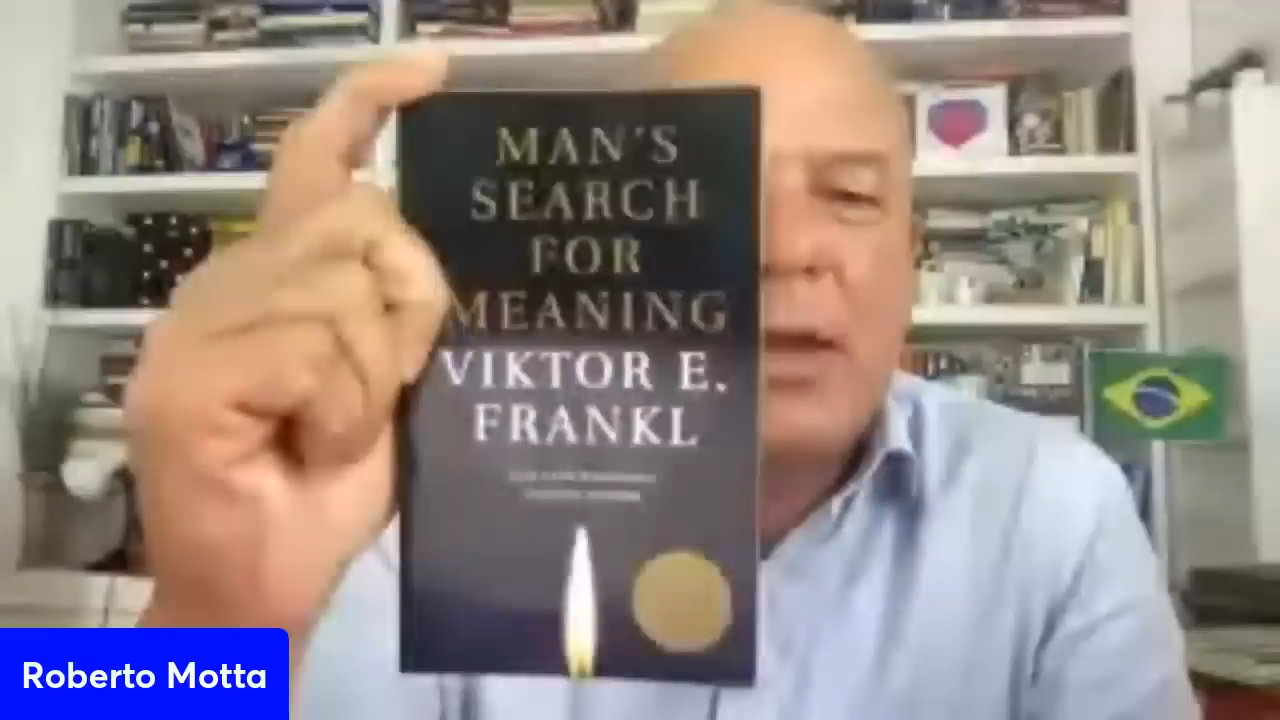 MAN'S
SEARCH
FOR
MEANING
VIKTOR E.
FRANKL
Roberto Motta